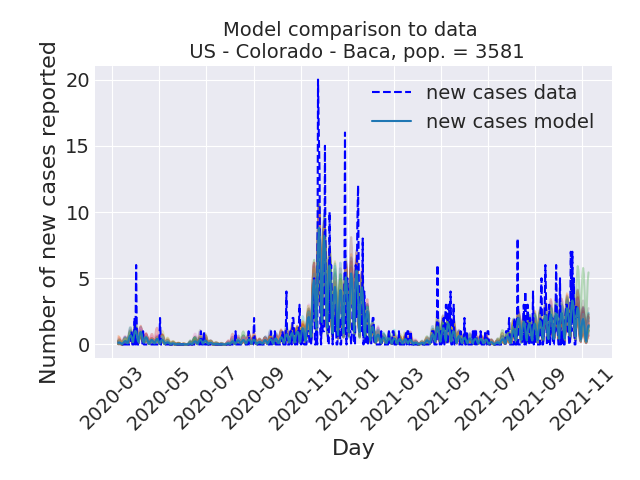 Model comparison to data
US - Colorado - Baca, pop. = 3581
Number of new cases reported
20
15
10
5
0
new cases data
new cases model
2020-03
2020-05
2020-07
2020-09
2020-11
2021-01
2021-03
2021-05
2021-07
2021-09
2021-11
Day